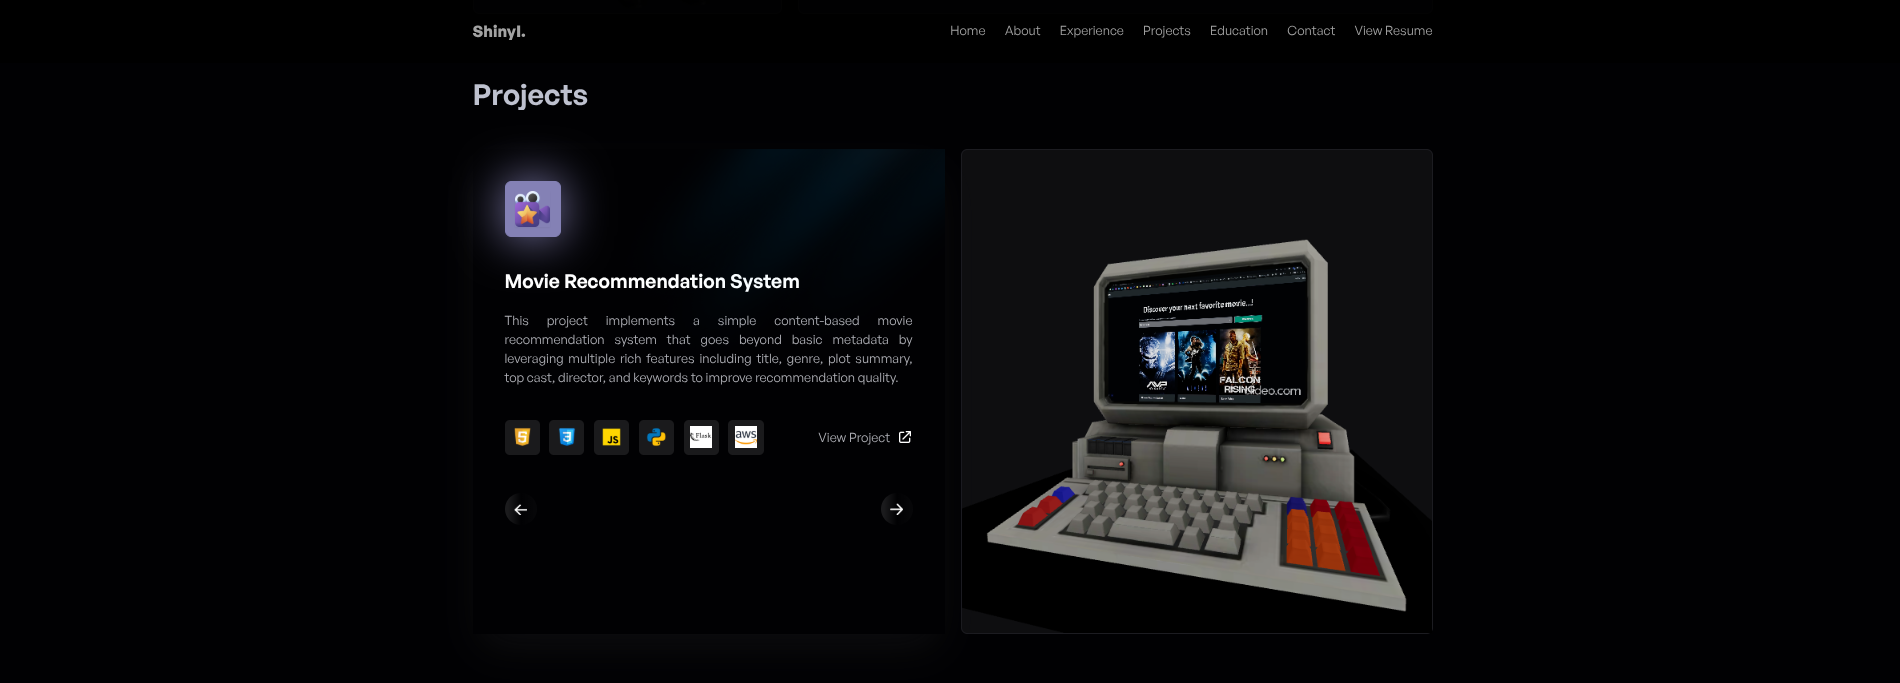 Shinyl.
Home About Experience Projects Education Contact View Resume
Projects
Movie Recommendation System
This project implements a simple content-based movie
recommendation system that goes beyond basic metadata by
leveraging multiple rich features including title, genre, plot summary,
top cast, director, and keywords to improve recommendation quality.
JS
Flask
aws
View Project
Discover your next favorite movie...!
AVP
FALCON
RISING